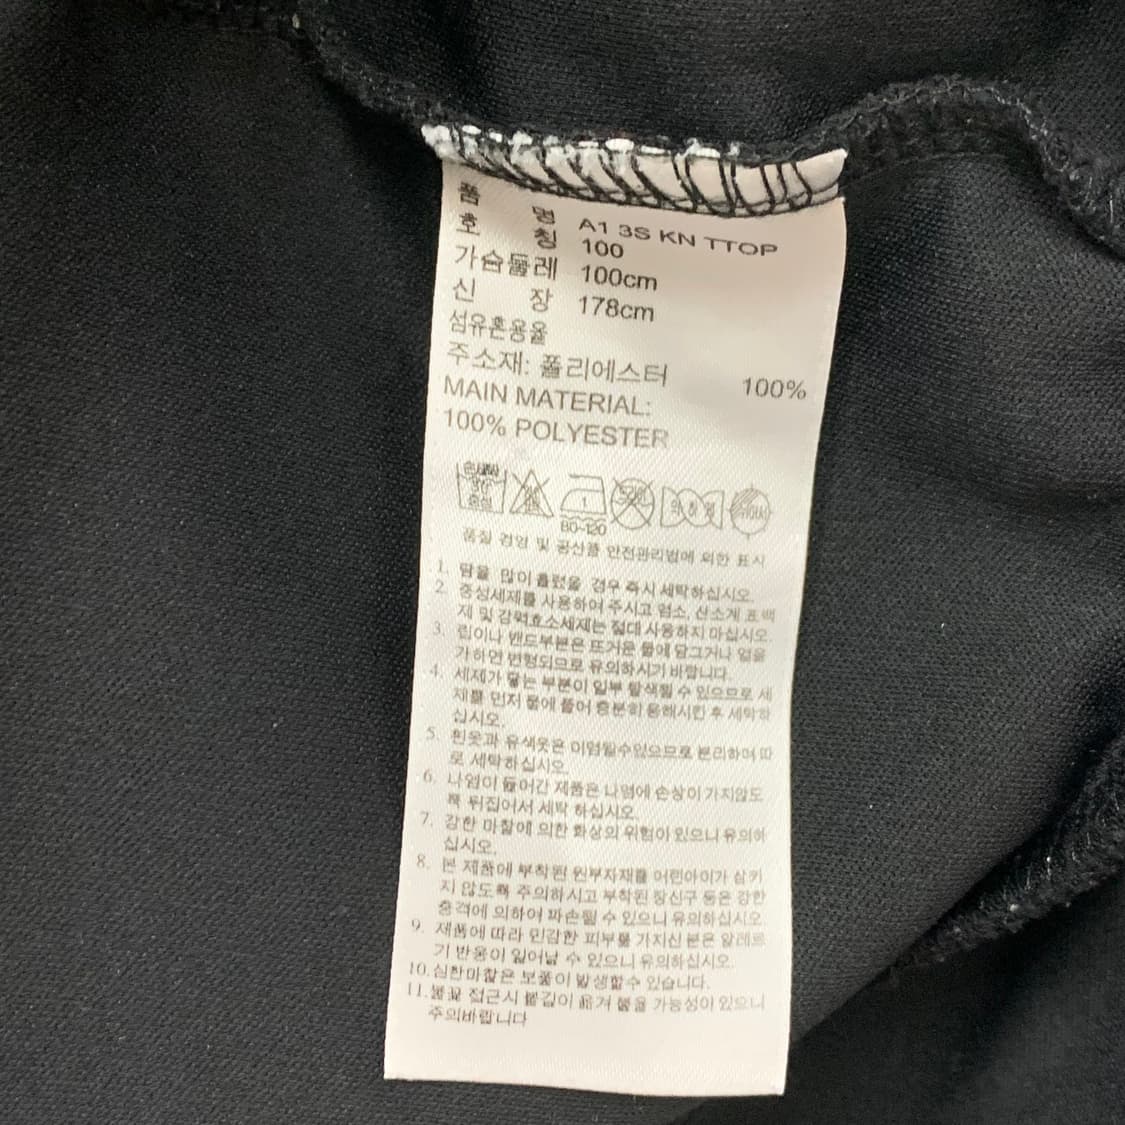 품 명 A1 3S KN TTOP
호 칭 100
가슴둘레 100cm
신 장 178cm
섬유혼용율
주소재: 폴리에스터 100%
MAIN MATERIAL:
100% POLYESTER
80~120
품질 경영 및 공산품 안전관리법에 의한 표시
1. 땀을 많이 흘렸을 경우 즉시 세탁하십시오.
2. 중성세제를 사용하여 주시고 염소, 산소계 표백
제 및 강력효소세제는 절대 사용하지 마십시오.
3. 립이나 밴드부분은 뜨거운 물에 담그거나 열을
가하면 변형되므로 유의하시기 바랍니다.
4. 세제가 닿는 부분이 일부 탈색될 수 있으므로 세
제를 먼저 물에 풀어 충분히 용해시킨 후 세탁하
십시오.
5. 흰옷과 유색옷은 이염될수있으므로 분리하여 따
로 세탁하십시오.
6. 나염이 들어간 제품은 나염에 손상이 가지않도
록 뒤집어서 세탁 하십시오.
7. 강한 마찰에 의한 화상의 위험이 있으니 유의하
십시오.
8. 본 제품에 부착된 원부자재를 어린아이가 삼키
지 않도록 주의하시고 부착된 장신구 등은 강한
충격에 의하여 파손될 수 있으니 유의하십시오.
9. 제품에 따라 민감한 피부를 가지신 분은 알레르
기 반응이 일어날 수 있으니 유의하십시오.
10.심한마찰은 보풀이 발생할수 있습니다.
11.불꽃 접근시 불길이 옮겨 붙을 가능성이 있으니
주의바랍니다